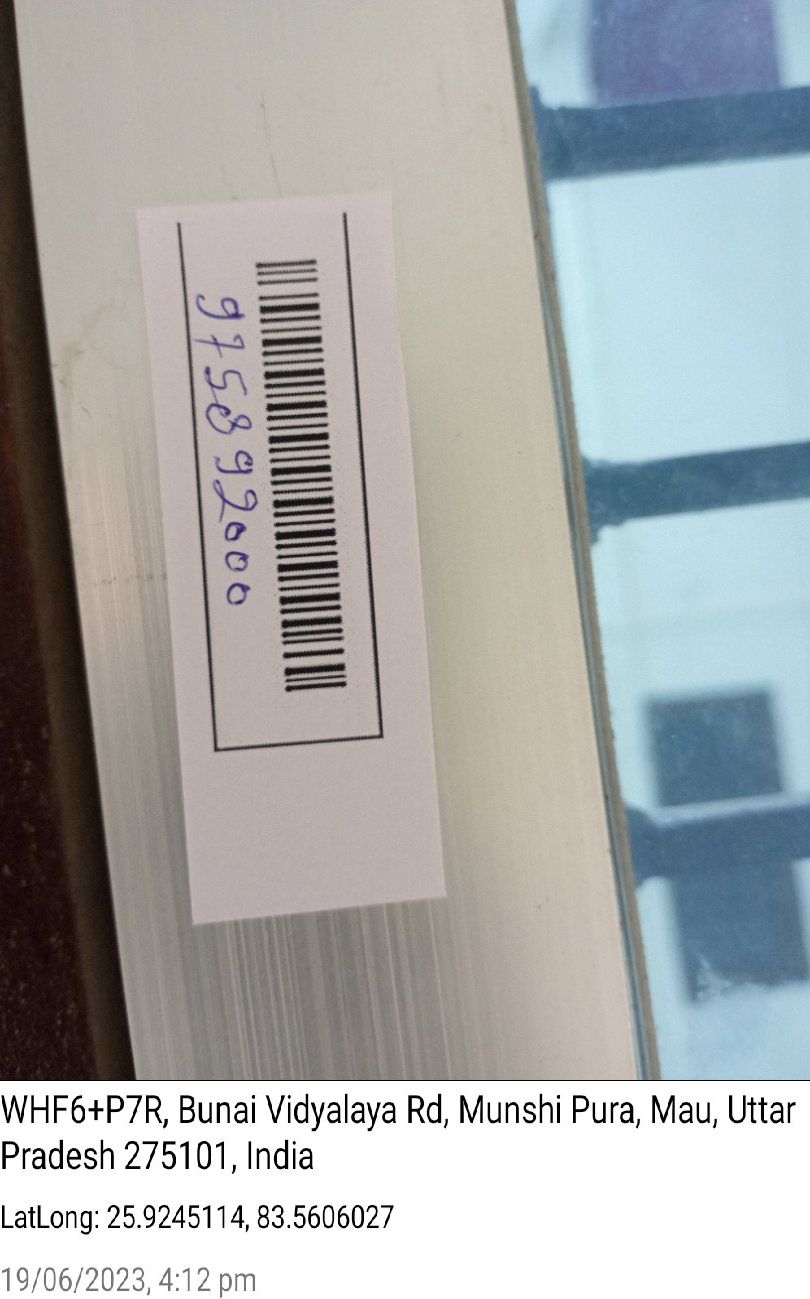 975892000
WHF6+P7R, Bunai Vidyalaya Rd, Munshi Pura, Mau, Uttar
Pradesh 275101, India
LatLong: 25.9245114, 83.5606027
19/06/2023, 4:12 pm